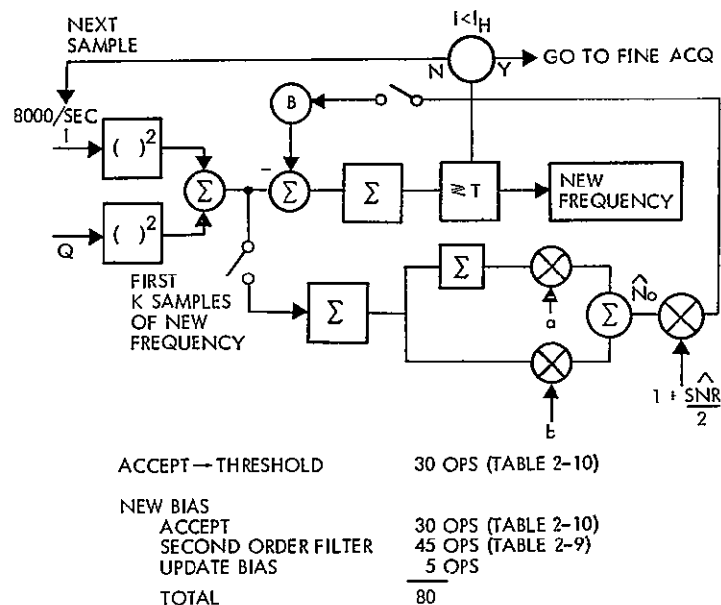 NEXT
SAMPLE
I < I_H
N
Y
GO TO FINE ACQ
8000/SEC
I
( )²
B
−
Σ
Σ
Σ
≷ T
NEW
FREQUENCY
Q
( )²
FIRST
K SAMPLES
OF NEW
FREQUENCY
Σ
Σ
a
Σ
N̂₀
b
1 + SN̂R
2
ACCEPT → THRESHOLD 30 OPS (TABLE 2-10)
NEW BIAS
ACCEPT 30 OPS (TABLE 2-10)
SECOND ORDER FILTER 45 OPS (TABLE 2-9)
UPDATE BIAS 5 OPS
TOTAL 80